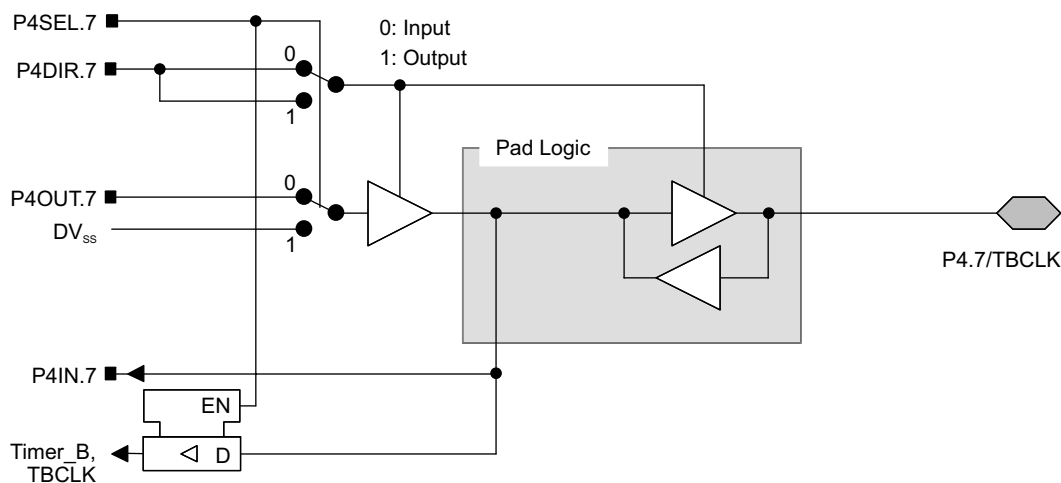 P4SEL.7
0: Input
1: Output
0
P4DIR.7
1
Pad Logic
0
P4OUT.7
DVSS
1
P4.7/TBCLK
P4IN.7
EN
Timer_B,
D
TBCLK